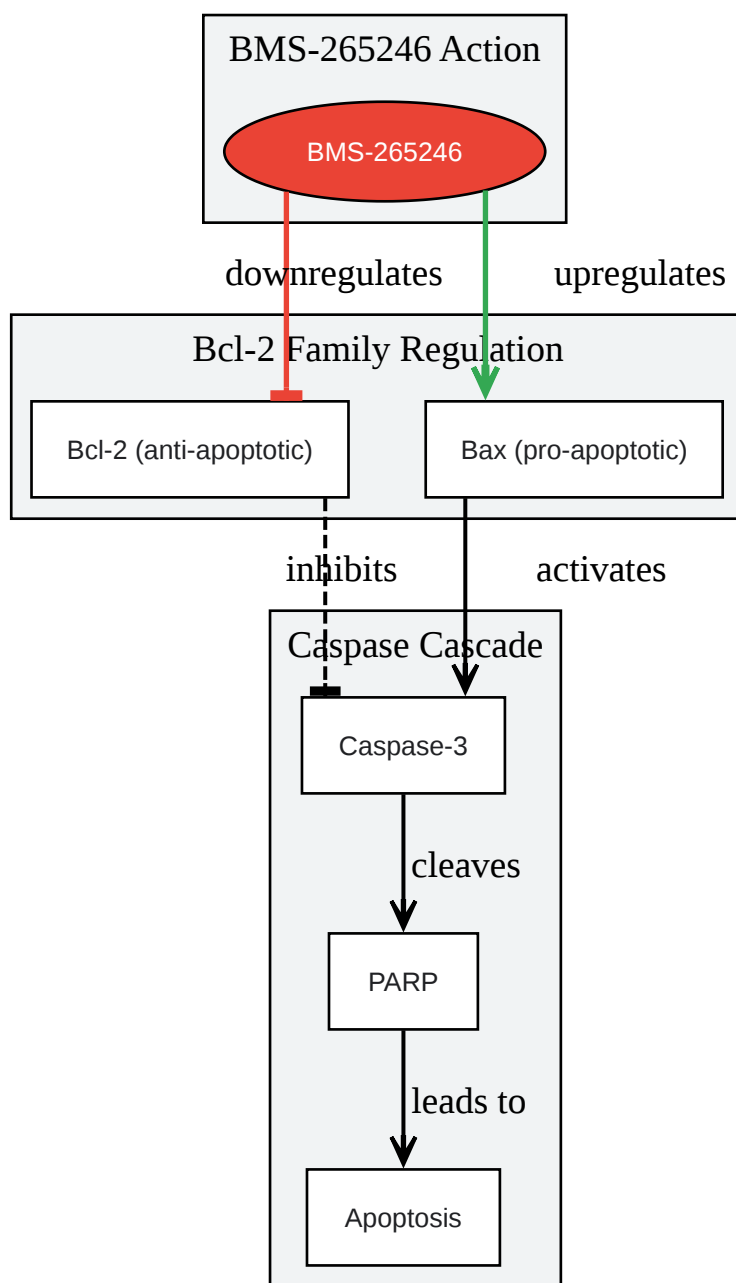 BMS-265246 Action
BMS-265246
downregulates
upregulates
Bcl-2 Family Regulation
Bcl-2 (anti-apoptotic)
Bax (pro-apoptotic)
inhibits
activates
Caspase Cascade
Caspase-3
cleaves
PARP
leads to
Apoptosis